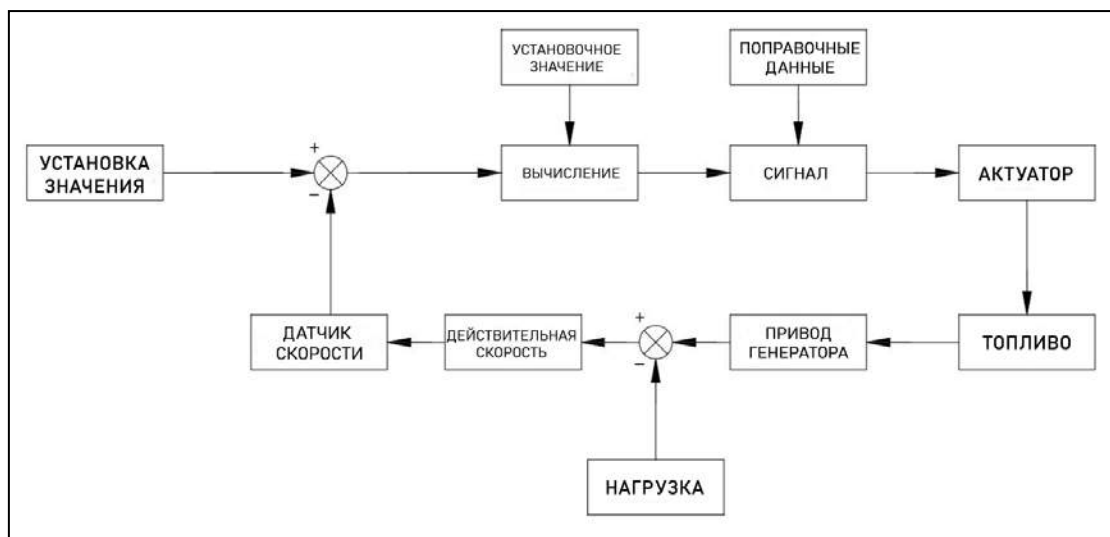 УСТАНОВОЧНОЕ
ЗНАЧЕНИЕ
ПОПРАВОЧНЫЕ
ДАННЫЕ
УСТАНОВКА
ЗНАЧЕНИЯ
+
−
ВЫЧИСЛЕНИЕ
СИГНАЛ
АКТУАТОР
ДАТЧИК
СКОРОСТИ
ДЕЙСТВИТЕЛЬНАЯ
СКОРОСТЬ
+
−
ПРИВОД
ГЕНЕРАТОРА
ТОПЛИВО
НАГРУЗКА